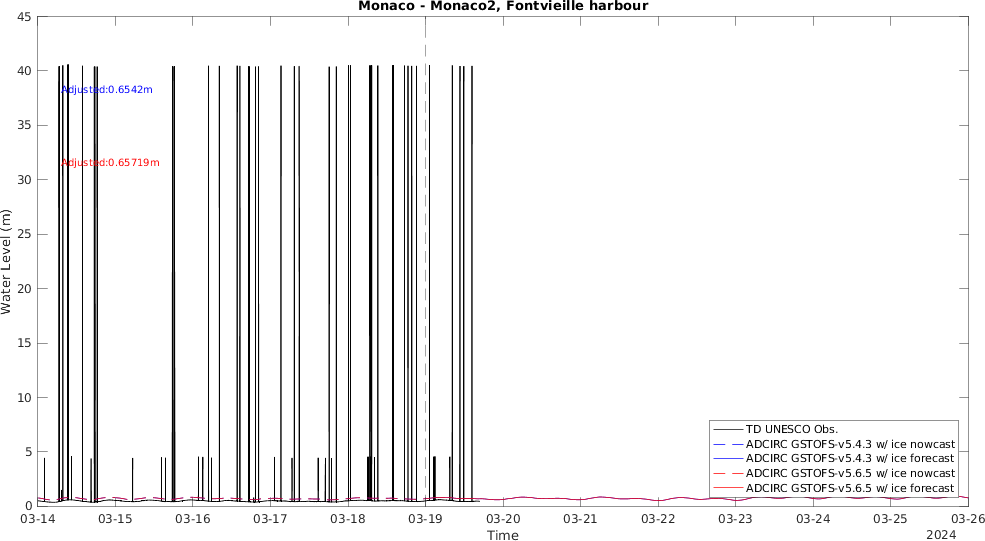 Monaco - Monaco2, Fontvieille harbour
45
40
35
30
25
20
15
10
5
0
Water Level (m)
Adjusted:0.6542m
Adjusted:0.65719m
TD UNESCO Obs.
ADCIRC GSTOFS-v5.4.3 w/ ice nowcast
ADCIRC GSTOFS-v5.4.3 w/ ice forecast
ADCIRC GSTOFS-v5.6.5 w/ ice nowcast
ADCIRC GSTOFS-v5.6.5 w/ ice forecast
03-14 03-15 03-16 03-17 03-18 03-19 03-20 03-21 03-22 03-23 03-24 03-25 03-26
Time
2024